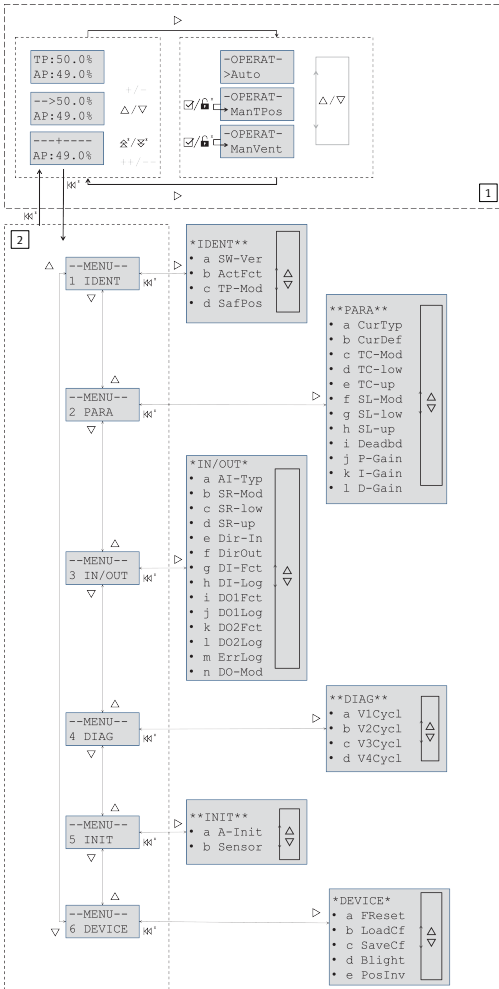 TP:50.0%
AP:49.0%
+/-
-->50.0%
AP:49.0%
/
---+----
AP:49.0%
/
++/--
-OPERAT-
>Auto
-OPERAT-
ManTPos
-OPERAT-
ManVent
/
1
2
--MENU--
1 IDENT
*IDENT**
• a SW-Ver
• b ActFct
• c TP-Mod
• d SafPos
--MENU--
2 PARA
**PARA**
• a CurTyp
• b CurDef
• c TC-Mod
• d TC-low
• e TC-up
• f SL-Mod
• g SL-low
• h SL-up
• i Deadbd
• j P-Gain
• k I-Gain
• l D-Gain
--MENU--
3 IN/OUT
*IN/OUT*
• a AI-Typ
• b SR-Mod
• c SR-low
• d SR-up
• e Dir-In
• f DirOut
• g DI-Fct
• h DI-Log
• i DO1Fct
• j DO1Log
• k DO2Fct
• l DO2Log
• m ErrLog
• n DO-Mod
--MENU--
4 DIAG
**DIAG**
• a V1Cycl
• b V2Cycl
• c V3Cycl
• d V4Cycl
--MENU--
5 INIT
**INIT**
• a A-Init
• b Sensor
--MENU--
6 DEVICE
*DEVICE*
• a FReset
• b LoadCf
• c SaveCf
• d Blight
• e PosInv